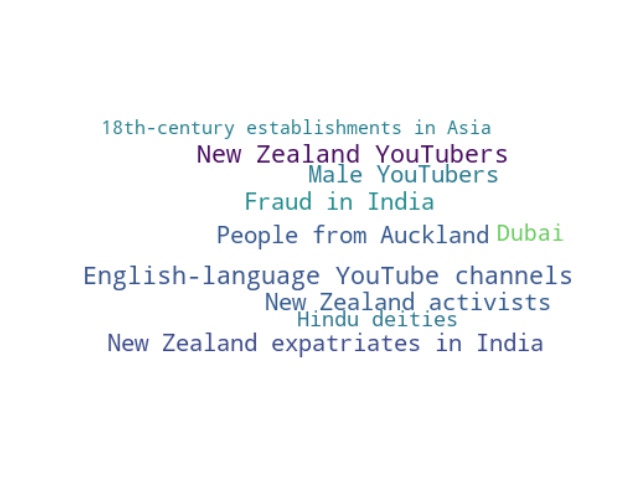 18th-century establishments in Asia
New Zealand YouTubers
Male YouTubers
Fraud in India
People from Auckland Dubai
English-language YouTube channels
New Zealand activists
Hindu deities
New Zealand expatriates in India